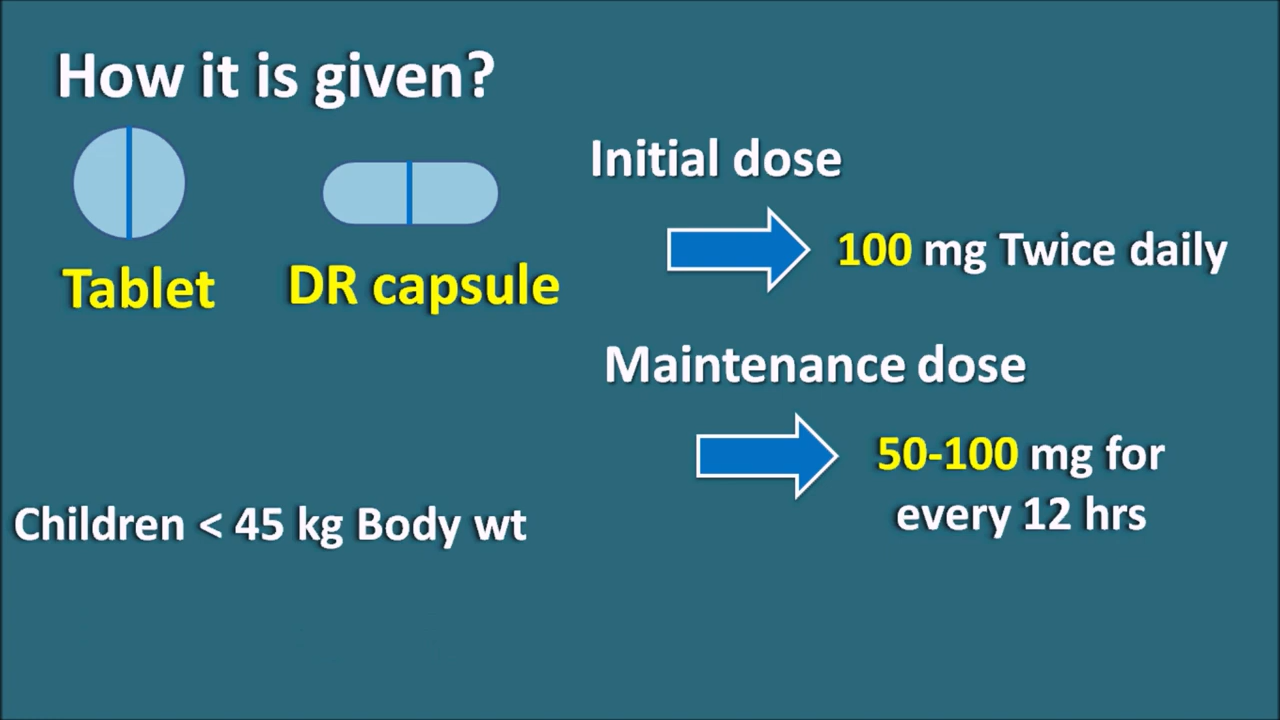 How it is given?
Tablet
DR capsule
Initial dose
100 mg Twice daily
Maintenance dose
50-100 mg for
every 12 hrs
Children < 45 kg Body wt